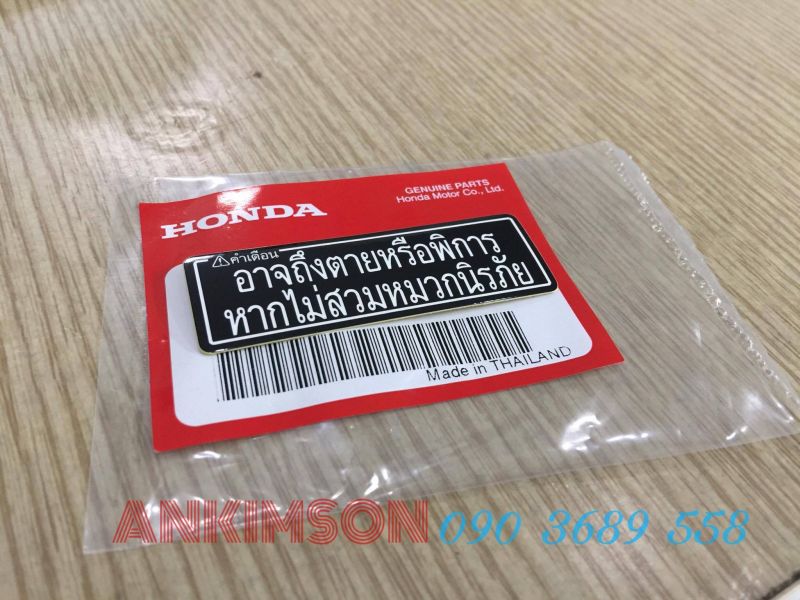 HONDA
GENUINE PARTS
Honda Motor Co., Ltd.
⚠คำเตือน
อาจถึงตายหรือพิการ
หากไม่สวมหมวกนิรภัย
Made in THAILAND
ANKIMSON 090 3689 558